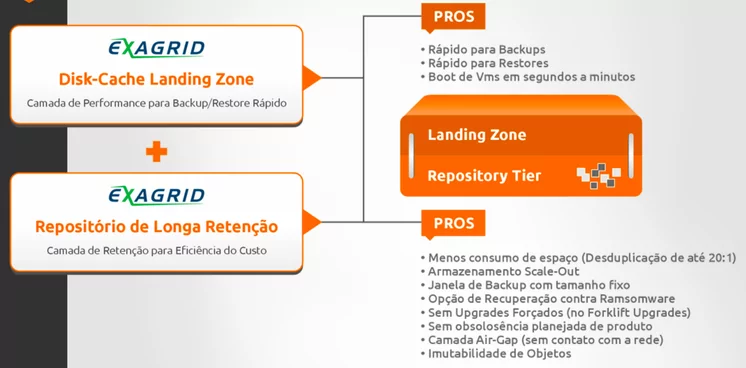 EXAGRID
Disk-Cache Landing Zone
Camada de Performance para Backup/Restore Rápido
EXAGRID
Repositório de Longa Retenção
Camada de Retenção para Eficiência do Custo
PROS
• Rápido para Backups
• Rápido para Restores
• Boot de Vms em segundos a minutos
Landing Zone
Repository Tier
PROS
• Menos consumo de espaço (Desduplicação de até 20:1)
• Armazenamento Scale-Out
• Janela de Backup com tamanho fixo
• Opção de Recuperação contra Ramsomware
• Sem Upgrades Forçados (no Forklift Upgrades)
• Sem obsolosência planejada de produto
• Camada Air-Gap (sem contato com a rede)
• Imutabilidade de Objetos